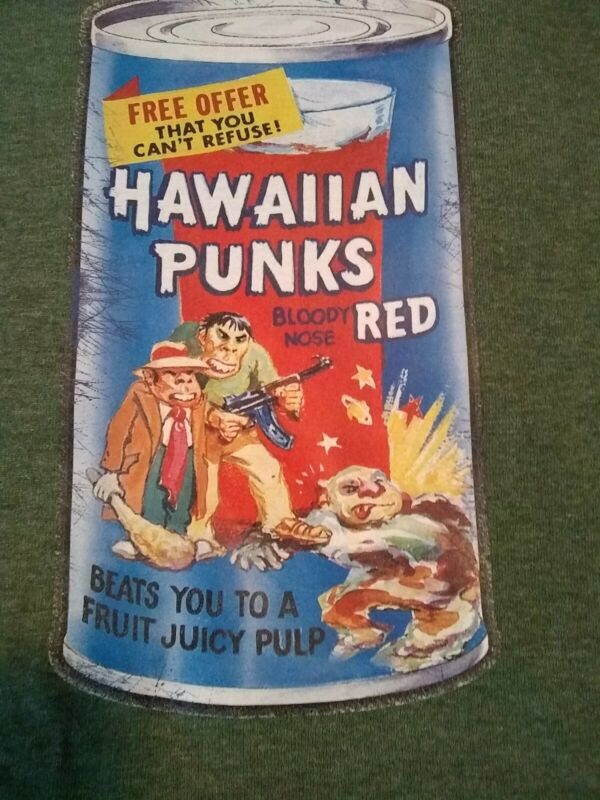 FREE OFFER
THAT YOU
CAN'T REFUSE!
HAWAIIAN
PUNKS
BLOODY
NOSE
RED
BEATS YOU TO A
FRUIT JUICY PULP